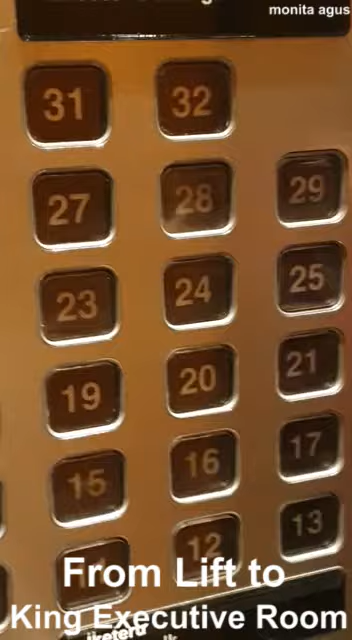 monita agus
31 32
27 28 29
23 24 25
19 20 21
15 16 17
12 13
From Lift to
King Executive Room